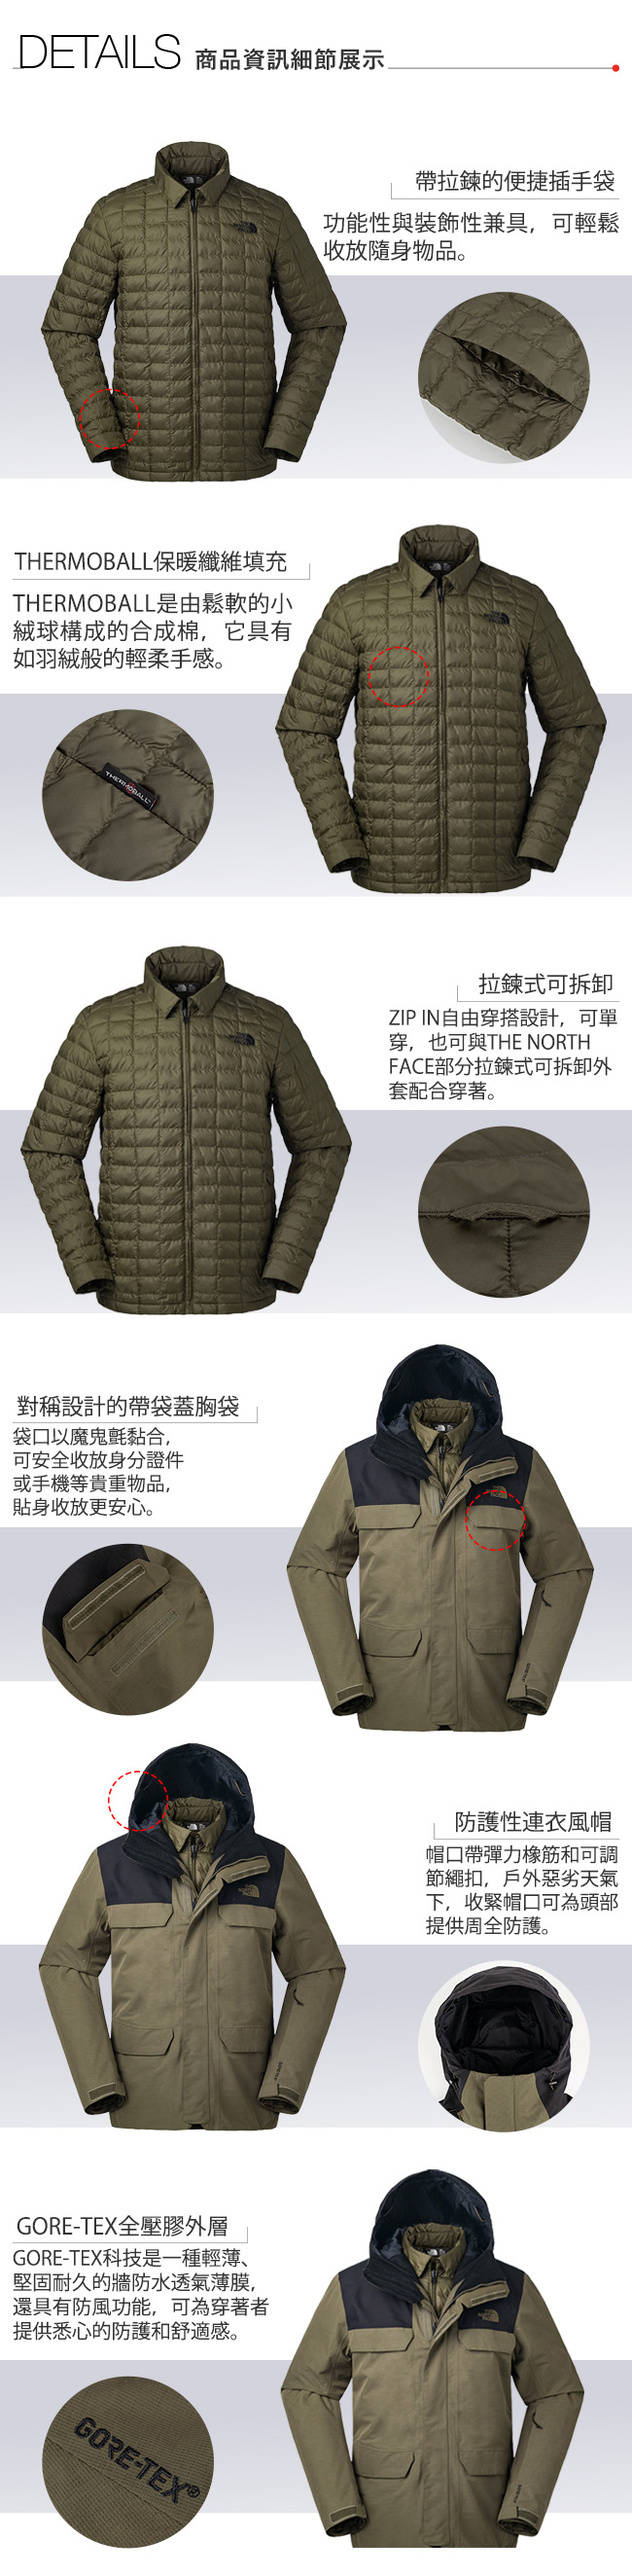 DETAILS 商品資訊細節展示
帶拉鍊的便捷插手袋
功能性與裝飾性兼具，可輕鬆
收放隨身物品。
THERMOBALL保暖纖維填充
THERMOBALL是由鬆軟的小
絨球構成的合成棉，它具有
如羽絨般的輕柔手感。
THERMOBALL™
拉鍊式可拆卸
ZIP IN自由穿搭設計，可單
穿，也可與THE NORTH
FACE部分拉鍊式可拆卸外
套配合穿著。
對稱設計的帶袋蓋胸袋
袋口以魔鬼氈黏合，
可安全收放身分證件
或手機等貴重物品，
貼身收放更安心。
防護性連衣風帽
帽口帶彈力橡筋和可調
節繩扣，戶外惡劣天氣
下，收緊帽口可為頭部
提供周全防護。
GORE-TEX全壓膠外層
GORE-TEX科技是一種輕薄、
堅固耐久的牆防水透氣薄膜，
還具有防風功能，可為穿著者
提供悉心的防護和舒適感。
GORE-TEX®